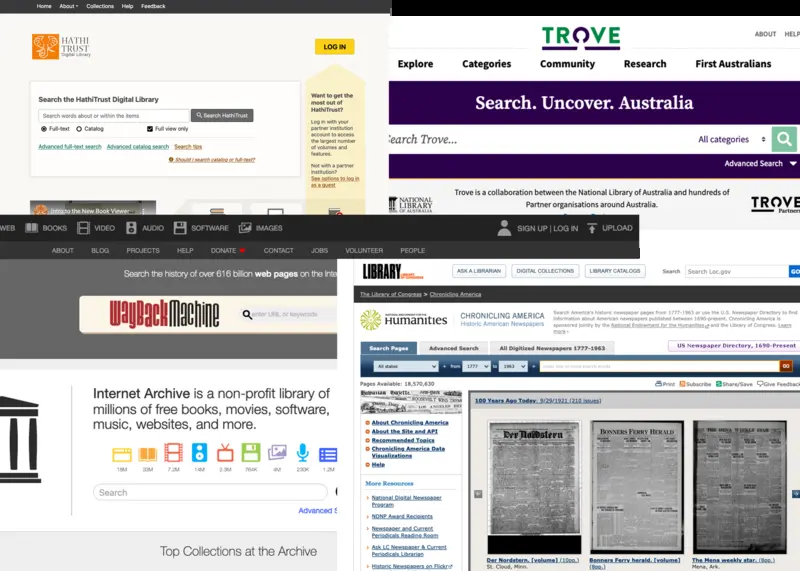 Home About Collections Help Feedback
HATHI
TRUST
Digital Library
LOG IN
Search the HathiTrust Digital Library
Search words about or within the items
Search HathiTrust
Full-text Catalog Full view only
Advanced full-text search Advanced catalog search Search tips
Should I search catalog or full-text?
Want to get the
most out of
HathiTrust?
Log in with your
partner institution
account to access
the largest number
of volumes and
features.
Not with a partner
institution?
See options to log in
as a guest
Intro to the New Book Viewer...
TROVE
ABOUT HELP
Explore Categories Community Research First Australians
Search. Uncover. Australia
Search Trove...
All categories
Advanced Search
NATIONAL
LIBRARY
OF AUSTRALIA
Trove is a collaboration between the National Library of Australia and hundreds of
Partner organisations around Australia.
TROVE
Partners
WEB BOOKS VIDEO AUDIO SOFTWARE IMAGES
SIGN UP | LOG IN UPLOAD
ABOUT BLOG PROJECTS HELP DONATE CONTACT JOBS VOLUNTEER PEOPLE
Search the history of over 616 billion web pages on the Inte
WAYBACKMACHINE
enter URL or keywords
Internet Archive is a non-profit library of
millions of free books, movies, software,
music, websites, and more.
7.2M 14M 2.3M 4M 230K 1.2M
Search
Advanced S
Top Collections at the Archive
LIBRARY
ASK A LIBRARIAN DIGITAL COLLECTIONS LIBRARY CATALOGS
Search Search Loc.gov GO
The Library of Congress > Chronicling America
Humanities
CHRONICLING AMERICA
Historic American Newspapers
Search America's historic newspaper pages from 1777-1963 or use the U.S. Newspaper Directory to find
information about American newspapers published between 1690-present. Chronicling America is
sponsored jointly by the National Endowment for the Humanities and the Library of Congress. Learn
more
Search Pages Advanced Search All Digitized Newspapers 1777-1963
US Newspaper Directory, 1690-Present
All states from 1777 to 1963 GO
Pages Available: 18,570,630
Print Subscribe Share/Save Give Feedback
100 Years Ago Today: 9/29/1921 (210 issues)
About Chronicling America
About the Site and API
Recommended Topics
Chronicling America Data
Visualizations
Help
More Resources
National Digital Newspaper
Program
NDNP Award Recipients
Newspaper and Current
Periodicals Reading Room
Ask LC Newspaper & Current
Periodicals Librarian
Historic Newspapers on Flickr
Der Nordstern
BONNERS FERRY HERALD
THE MENA WEEKLY STAR
Der Nordstern. [volume] (10pp.)
St. Cloud, Minn.
Bonners Ferry herald. [volume]
(8pp.)
The Mena weekly star. (8pp.)
Mena, Ark.